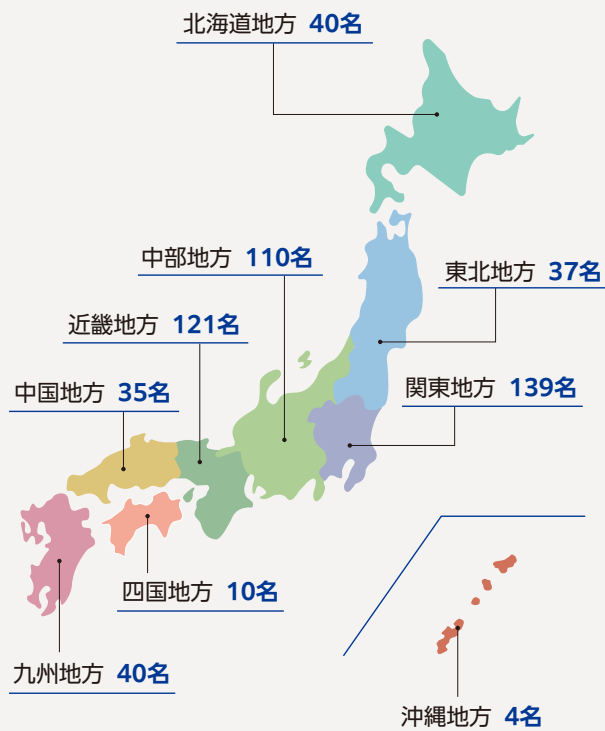 北海道地方 40名
中部地方 110名
東北地方 37名
近畿地方 121名
中国地方 35名
関東地方 139名
四国地方 10名
九州地方 40名
沖縄地方 4名